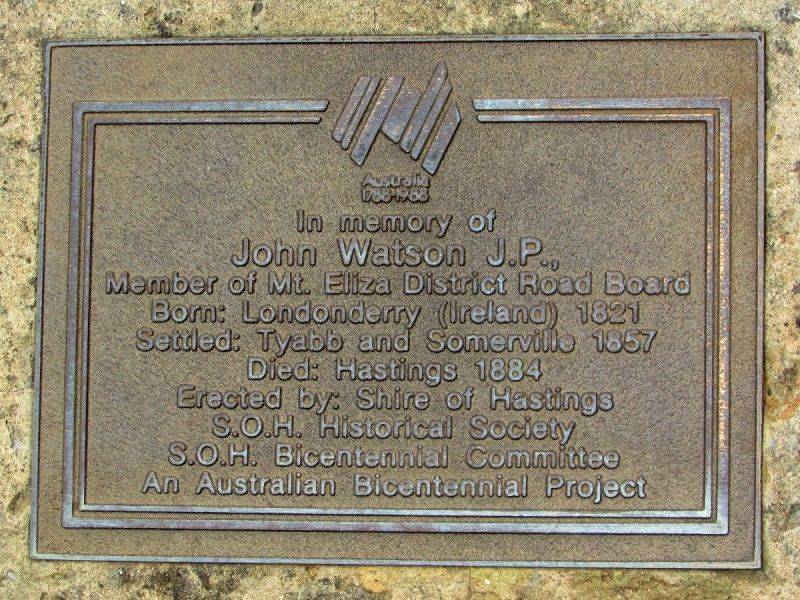 Australia
1788-1988
In memory of
John Watson J.P.,
Member of Mt. Eliza District Road Board
Born: Londonderry (Ireland) 1821
Settled: Tyabb and Somerville 1857
Died: Hastings 1884
Erected by: Shire of Hastings
S.O.H. Historical Society
S.O.H. Bicentennial Committee
An Australian Bicentennial Project